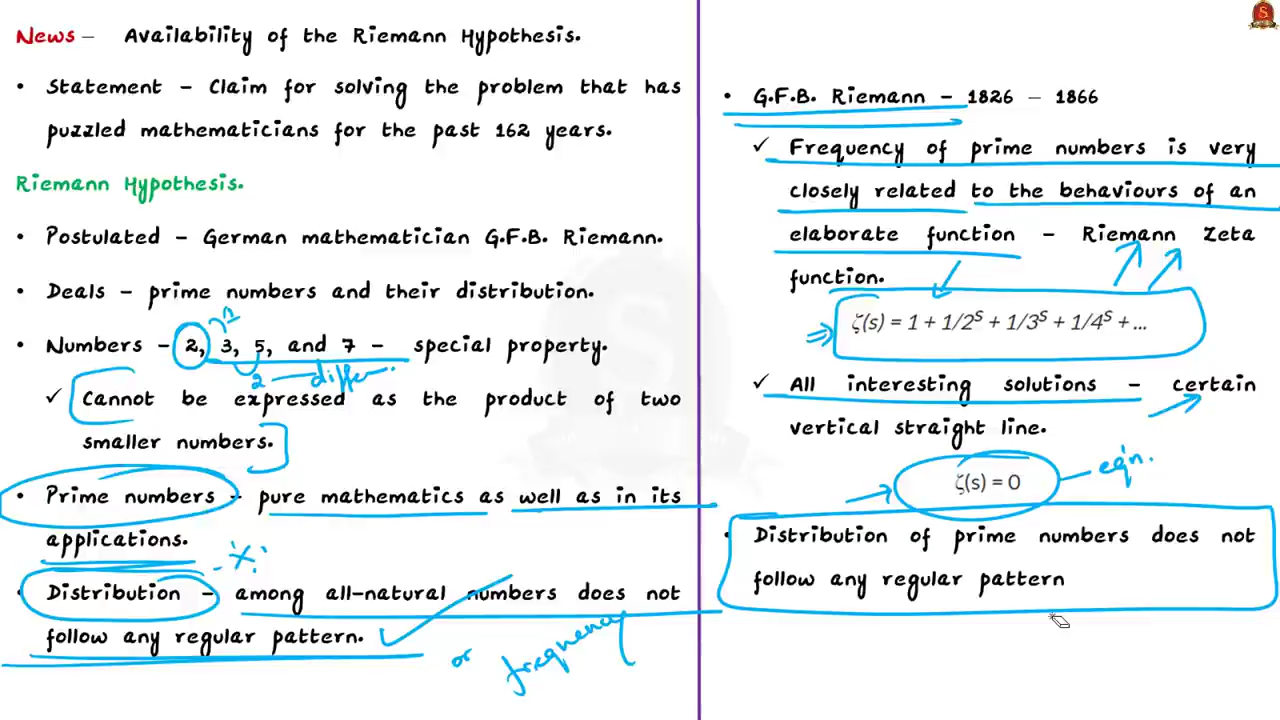 News – Availability of the Riemann Hypothesis.
• Statement – Claim for solving the problem that has
puzzled mathematicians for the past 162 years.
Riemann Hypothesis.
• Postulated – German mathematician G.F.B. Riemann.
• Deals – prime numbers and their distribution.
• Numbers – 2, 3, 5, and 7 – special property.
2 — differ.
✓ Cannot be expressed as the product of two
smaller numbers.
• Prime numbers – pure mathematics as well as in its
applications.
• Distribution – among all-natural numbers does not
follow any regular pattern.
or frequency
• G.F.B. Riemann – 1826 – 1866
✓ Frequency of prime numbers is very
closely related to the behaviours of an
elaborate function – Riemann Zeta
function.
ζ(s) = 1 + 1/2ˢ + 1/3ˢ + 1/4ˢ + ...
✓ All interesting solutions – certain
vertical straight line.
ζ(s) = 0 — eqn.
• Distribution of prime numbers does not
follow any regular pattern